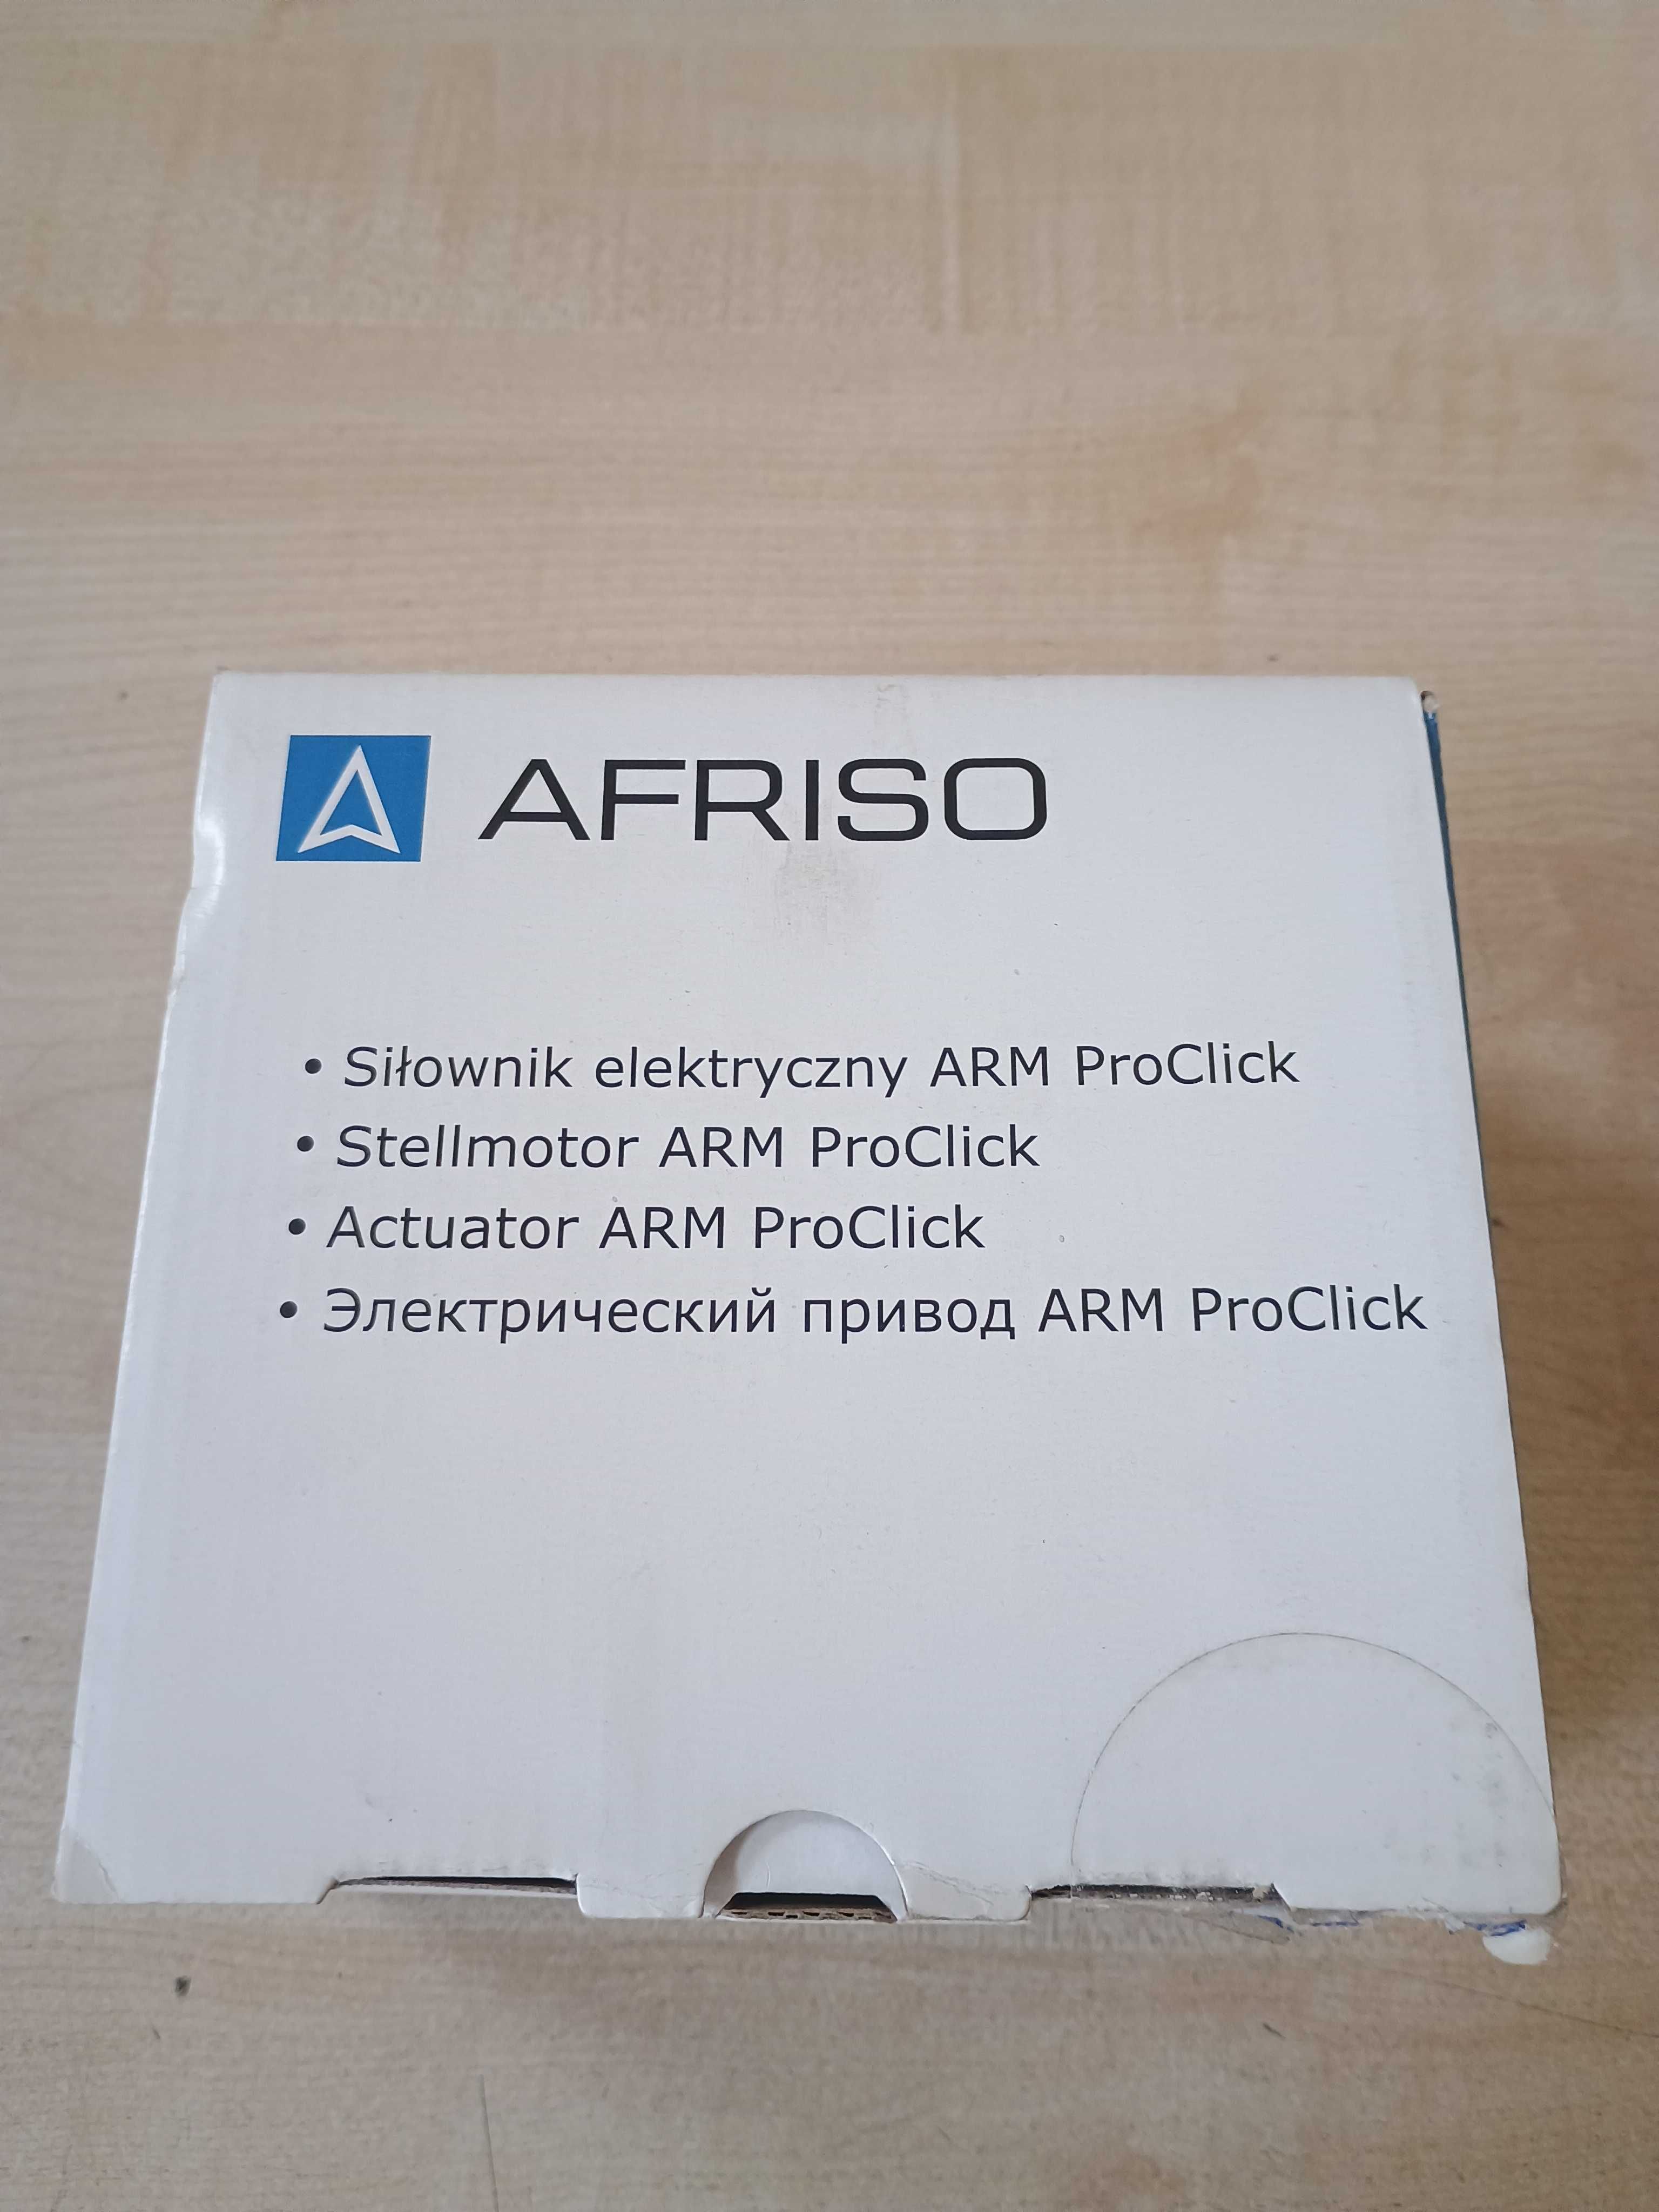 AFRISO
• Siłownik elektryczny ARM ProClick
• Stellmotor ARM ProClick
• Actuator ARM ProClick
• Электрический привод ARM ProClick